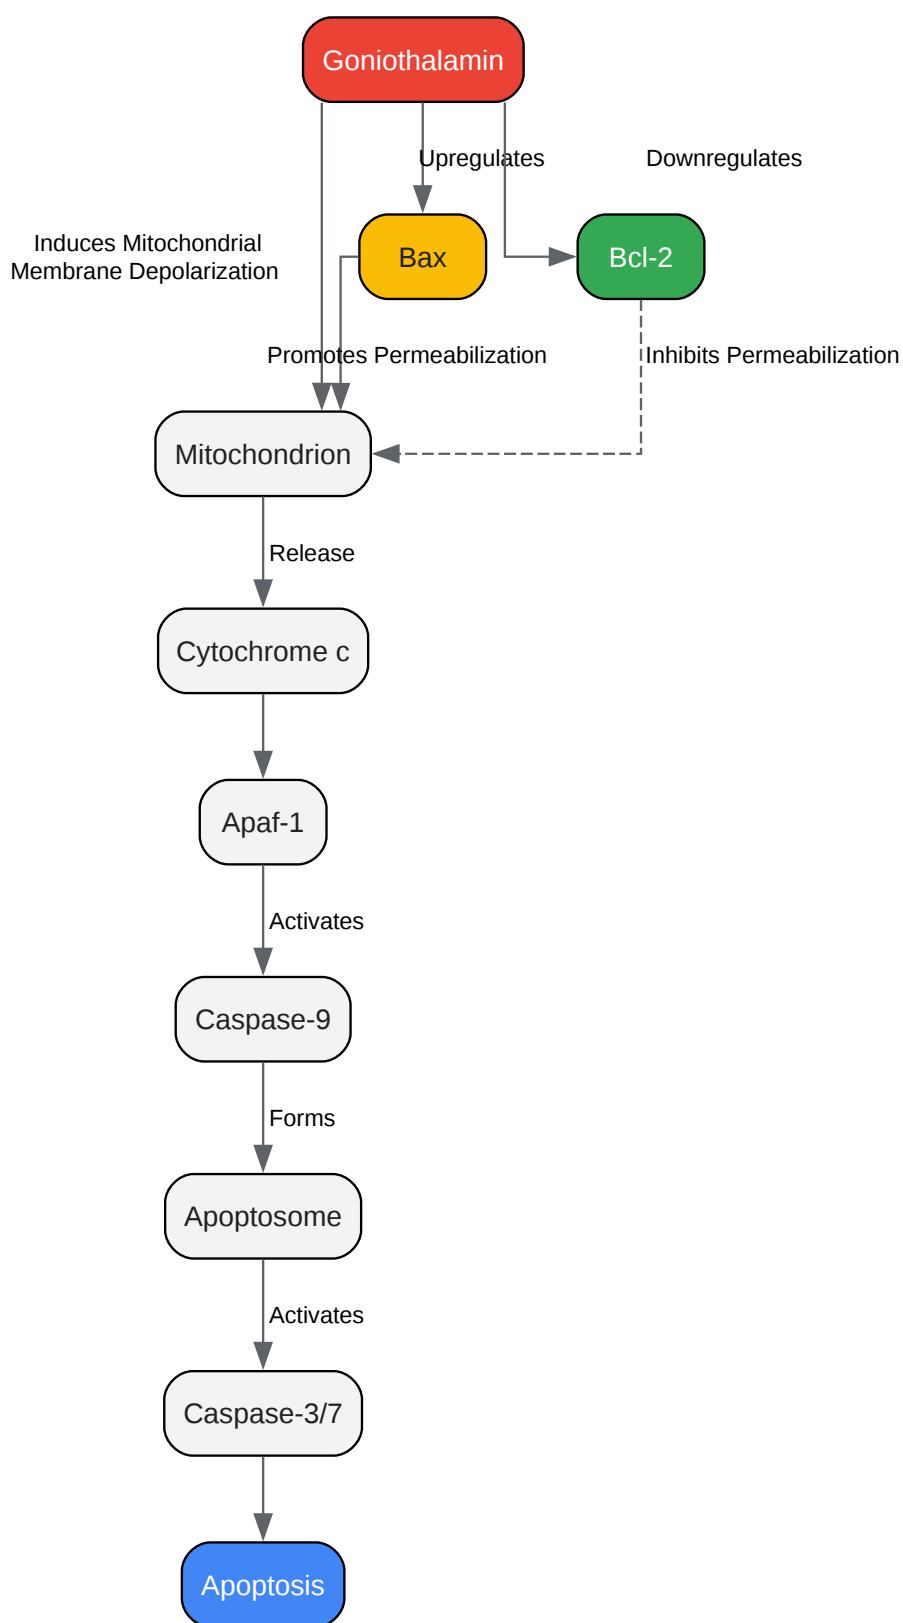 Goniothalamin
Upregulates
Downregulates
Induces Mitochondrial
Membrane Depolarization
Bax
Bcl-2
Promotes Permeabilization
Inhibits Permeabilization
Mitochondrion
Release
Cytochrome c
Apaf-1
Activates
Caspase-9
Forms
Apoptosome
Activates
Caspase-3/7
Apoptosis